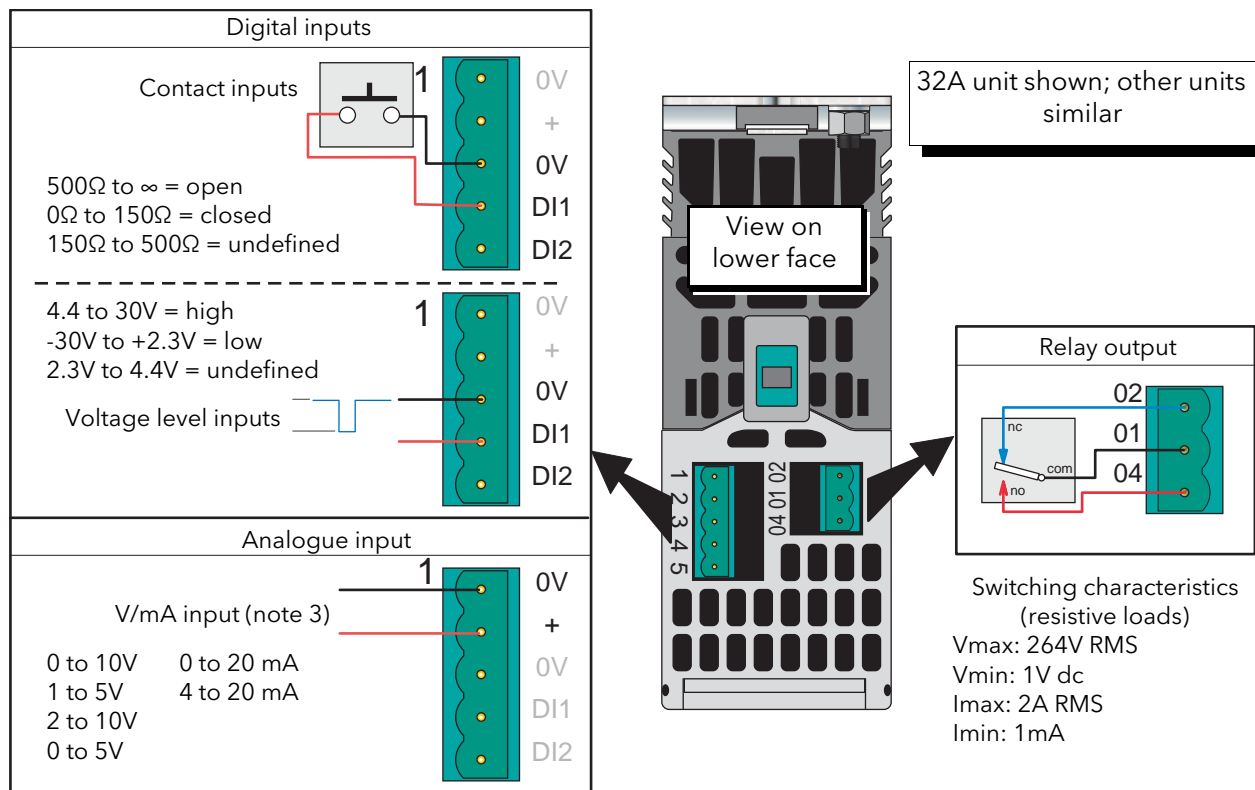 Digital inputs
Contact inputs
1
0V
+
0V
DI1
DI2
500Ω to ∞ = open
0Ω to 150Ω = closed
150Ω to 500Ω = undefined
4.4 to 30V = high
-30V to +2.3V = low
2.3V to 4.4V = undefined
Voltage level inputs
1
0V
+
0V
DI1
DI2
Analogue input
1
0V
+
0V
DI1
DI2
V/mA input (note 3)
0 to 10V 0 to 20 mA
1 to 5V 4 to 20 mA
2 to 10V
0 to 5V
32A unit shown; other units
similar
View on
lower face
1
2
3
4
5
04 01 02
Relay output
02
01
04
nc
com
no
Switching characteristics
(resistive loads)
Vmax: 264V RMS
Vmin: 1V dc
Imax: 2A RMS
Imin: 1mA